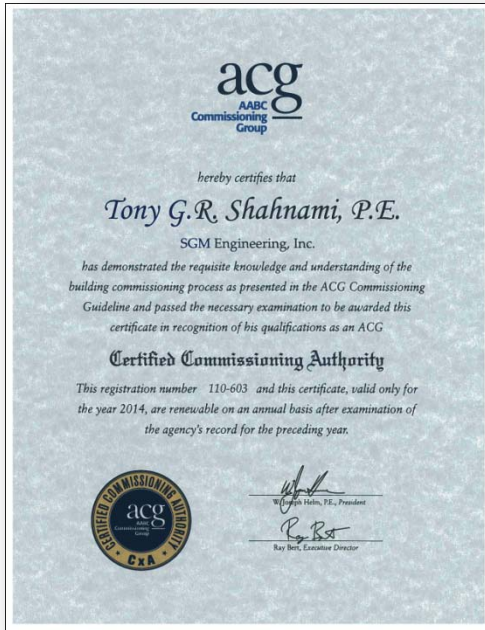 acg
AABC
Commissioning
Group
hereby certifies that
Tony G.R. Shahnami, P.E.
SGM Engineering, Inc.
has demonstrated the requisite knowledge and understanding of the
building commissioning process as presented in the ACG Commissioning
Guideline and passed the necessary examination to be awarded this
certificate in recognition of his qualifications as an ACG
Certified Commissioning Authority
This registration number 110-603 and this certificate, valid only for
the year 2014, are renewable on an annual basis after examination of
the agency's record for the preceding year.
CERTIFIED COMMISSIONING AUTHORITY
acg
AABC
Commissioning
Group
CxA
W. Joseph Helm, P.E., President
Ray Bert, Executive Director